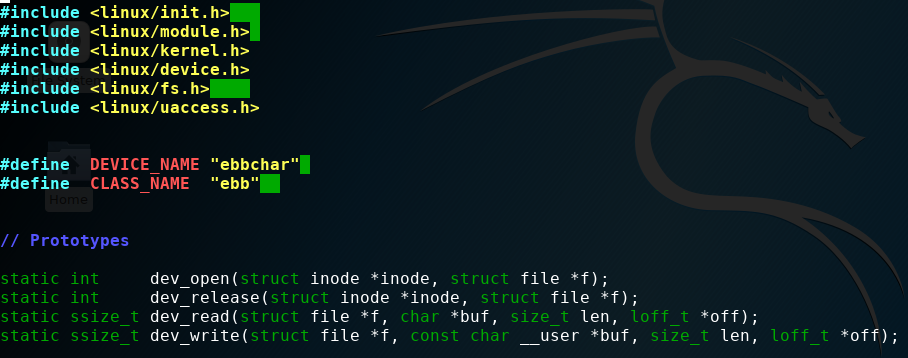 #include <linux/init.h>
#include <linux/module.h>
#include <linux/kernel.h>
#include <linux/device.h>
#include <linux/fs.h>
#include <linux/uaccess.h>
#define  DEVICE_NAME "ebbchar"
#define  CLASS_NAME  "ebb"
Home
// Prototypes
static int     dev_open(struct inode *inode, struct file *f);
static int     dev_release(struct inode *inode, struct file *f);
static ssize_t dev_read(struct file *f, char *buf, size_t len, loff_t *off);
static ssize_t dev_write(struct file *f, const char __user *buf, size_t len, loff_t *off);